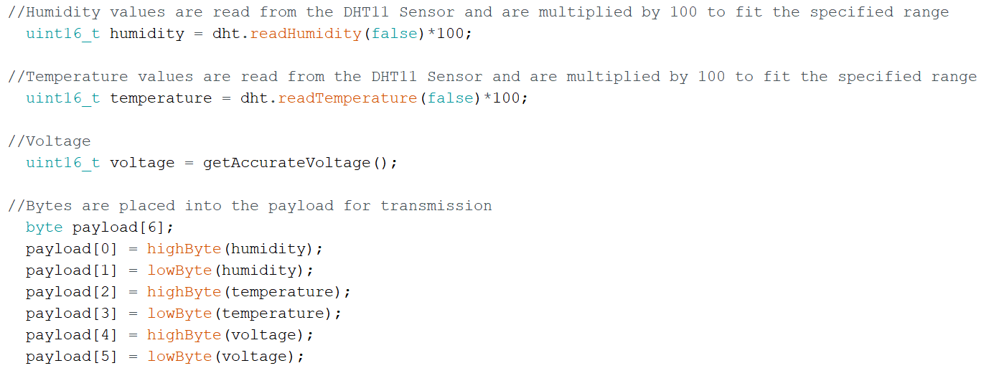 //Humidity values are read from the DHT11 Sensor and are multiplied by 100 to fit the specified range
uint16_t humidity = dht.readHumidity(false)*100;
//Temperature values are read from the DHT11 Sensor and are multiplied by 100 to fit the specified range
uint16_t temperature = dht.readTemperature(false)*100;
//Voltage
uint16_t voltage = getAccurateVoltage();
//Bytes are placed into the payload for transmission
byte payload[6];
payload[0] = highByte(humidity);
payload[1] = lowByte(humidity);
payload[2] = highByte(temperature);
payload[3] = lowByte(temperature);
payload[4] = highByte(voltage);
payload[5] = lowByte(voltage);